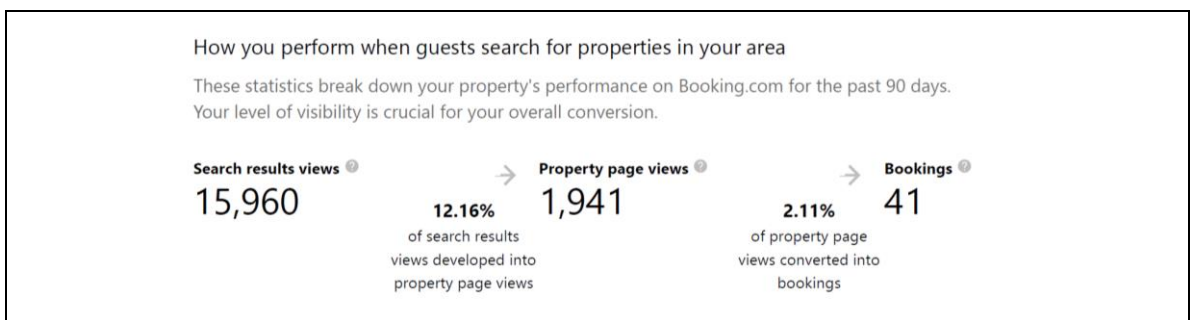 How you perform when guests search for properties in your area
These statistics break down your property's performance on Booking.com for the past 90 days.
Your level of visibility is crucial for your overall conversion.
Search results views
15,960
12.16%
of search results
views developed into
property page views
Property page views
1,941
2.11%
of property page
views converted into
bookings
Bookings
41